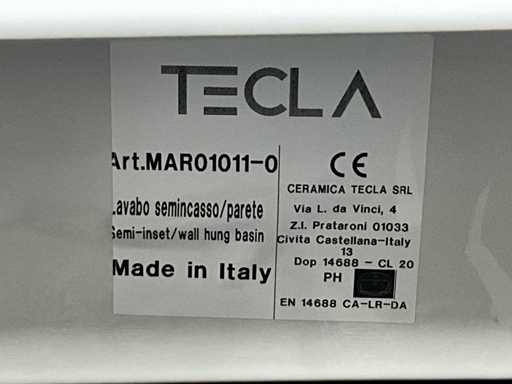 TECLA
Art.MAR01011-0
Lavabo semincasso/parete
Semi-inset/wall hung basin
Made in Italy
CE
CERAMICA TECLA SRL
Via L. da Vinci, 4
Z.I. Prataroni 01033
Civita Castellana-Italy
13
Dop 14688 - CL 20
PH
EN 14688 CA-LR-DA